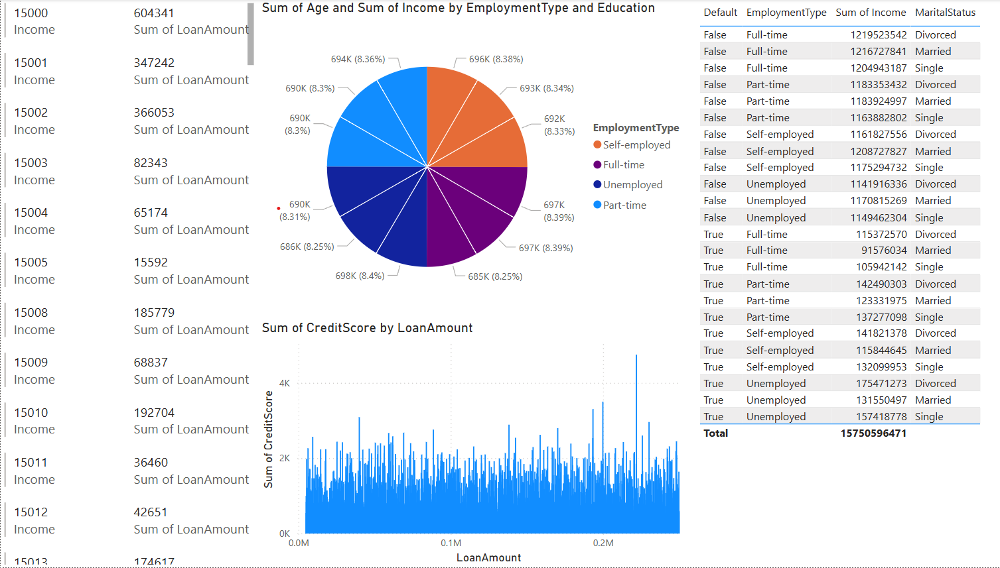 15000 604341
Income Sum of LoanAmount
15001 347242
Income Sum of LoanAmount
15002 366053
Income Sum of LoanAmount
15003 82343
Income Sum of LoanAmount
15004 65174
Income Sum of LoanAmount
15005 15592
Income Sum of LoanAmount
15008 185779
Income Sum of LoanAmount
15009 68837
Income Sum of LoanAmount
15010 192704
Income Sum of LoanAmount
15011 36460
Income Sum of LoanAmount
15012 42651
Income Sum of LoanAmount
15013 174617
Sum of Age and Sum of Income by EmploymentType and Education
694K (8.36%)
696K (8.38%)
690K (8.3%)
693K (8.34%)
690K
(8.3%)
692K
(8.33%)
690K
(8.31%)
697K
(8.39%)
686K (8.25%)
697K (8.39%)
698K (8.4%)
685K (8.25%)
EmploymentType
Self-employed
Full-time
Unemployed
Part-time
Sum of CreditScore by LoanAmount
Sum of CreditScore
4K
2K
0K
0.0M 0.1M 0.2M
LoanAmount
Default EmploymentType Sum of Income MaritalStatus
False Full-time 1219523542 Divorced
False Full-time 1216727841 Married
False Full-time 1204943187 Single
False Part-time 1183353432 Divorced
False Part-time 1183924997 Married
False Part-time 1163882802 Single
False Self-employed 1161827556 Divorced
False Self-employed 1208727827 Married
False Self-employed 1175294732 Single
False Unemployed 1141916336 Divorced
False Unemployed 1170815269 Married
False Unemployed 1149462304 Single
True Full-time 115372570 Divorced
True Full-time 91576034 Married
True Full-time 105942142 Single
True Part-time 142490303 Divorced
True Part-time 123331975 Married
True Part-time 137277098 Single
True Self-employed 141821378 Divorced
True Self-employed 115844645 Married
True Self-employed 132099953 Single
True Unemployed 175471273 Divorced
True Unemployed 131550497 Married
True Unemployed 157418778 Single
Total 15750596471